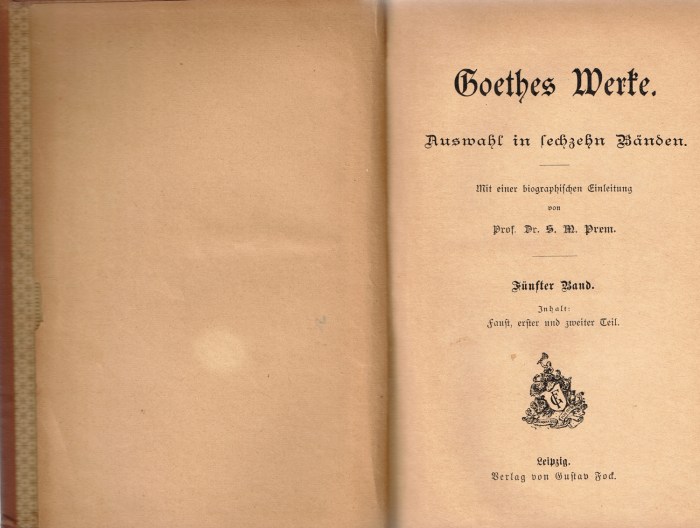 Goethes Werke.
Auswahl in sechzehn Bänden.
Mit einer biographischen Einleitung
von
Prof. Dr. S. M. Prem.
Fünfter Band.
Inhalt:
Faust, erster und zweiter Teil.
Leipzig.
Verlag von Gustav Fock.